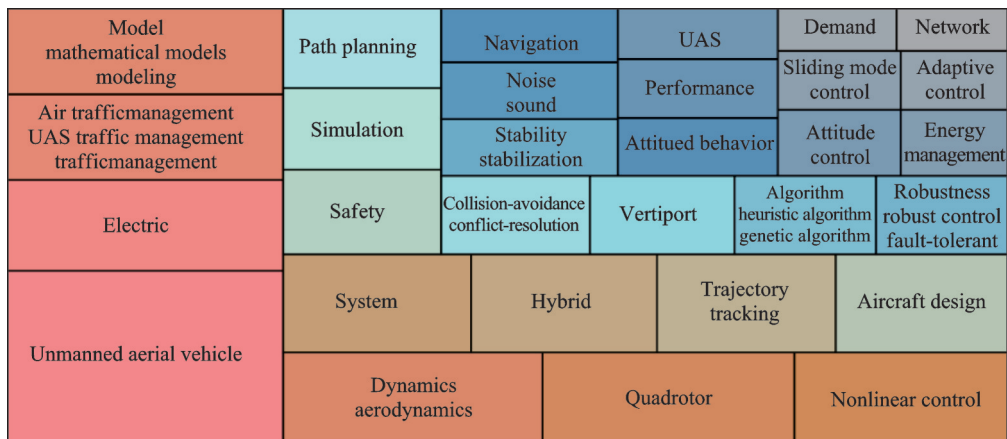 Model
mathematical models
modeling
Air trafficmanagement
UAS traffic management
trafficmanagement
Electric
Unmanned aerial vehicle
Path planning
Simulation
Safety
Navigation
Noise
sound
Stability
stabilization
UAS
Performance
Attitued behavior
Demand
Network
Sliding mode
control
Adaptive
control
Attitude
control
Energy
management
Collision-avoidance
conflict-resolution
Vertiport
Algorithm
heuristic algorithm
genetic algorithm
Robustness
robust control
fault-tolerant
System
Hybrid
Trajectory
tracking
Aircraft design
Dynamics
aerodynamics
Quadrotor
Nonlinear control